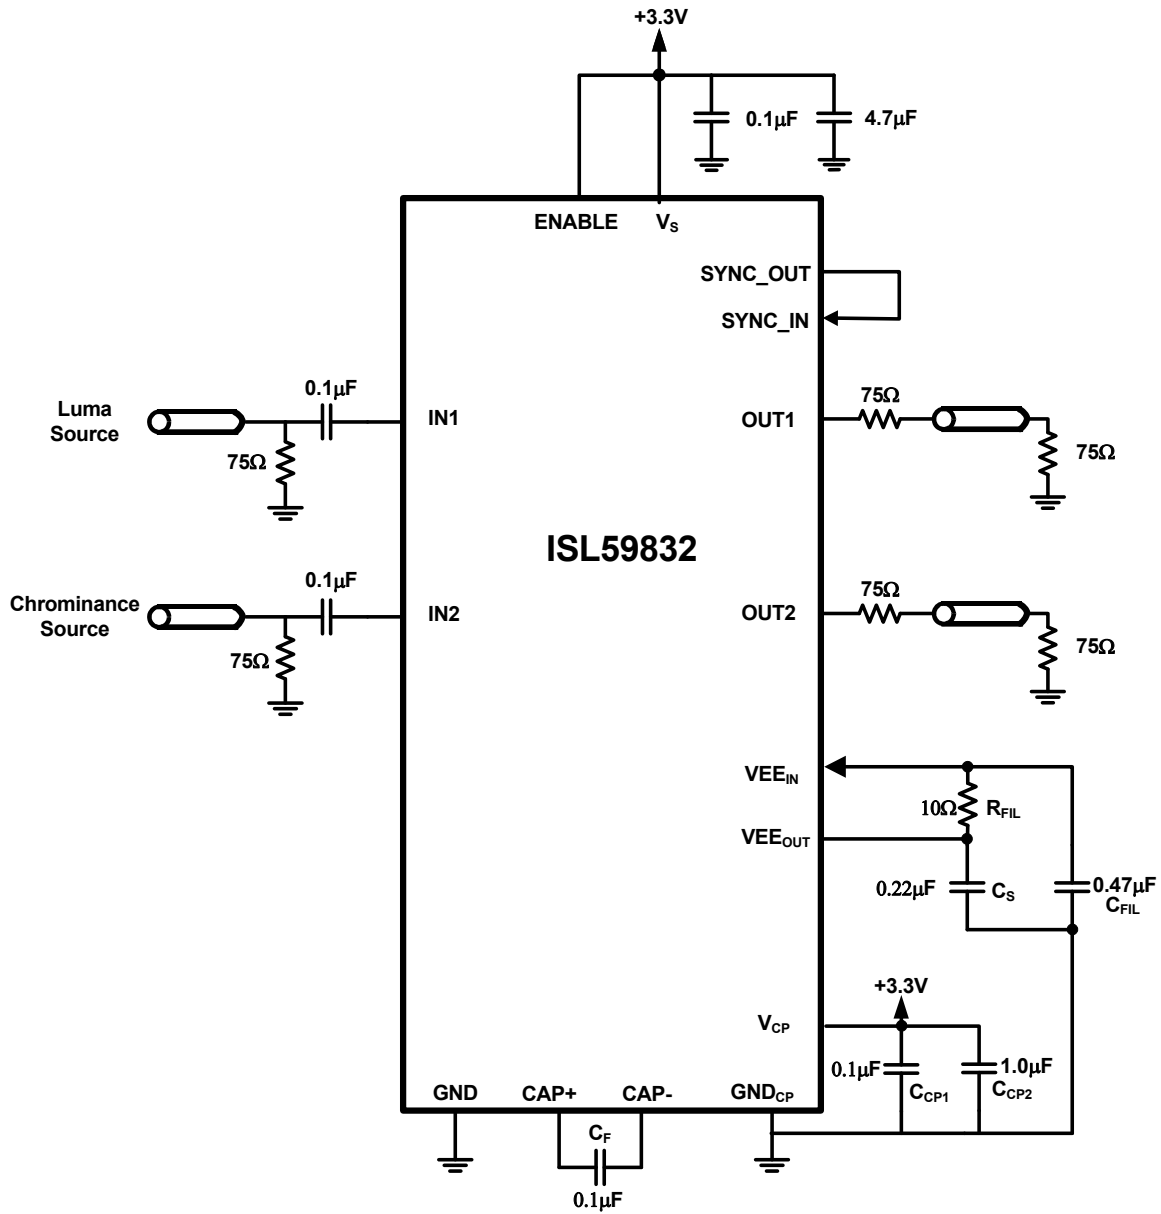 +3.3V
0.1μF
4.7μF
ENABLE
VS
SYNC_OUT
SYNC_IN
Luma
Source
0.1μF
75Ω
IN1
OUT1
75Ω
75Ω
ISL59832
Chrominance
Source
0.1μF
75Ω
IN2
OUT2
75Ω
75Ω
VEEIN
10Ω
RFIL
VEEOUT
0.22μF
CS
0.47μF
CFIL
+3.3V
VCP
0.1μF
CCP1
1.0μF
CCP2
GND
CAP+
CAP-
GNDCP
CF
0.1μF